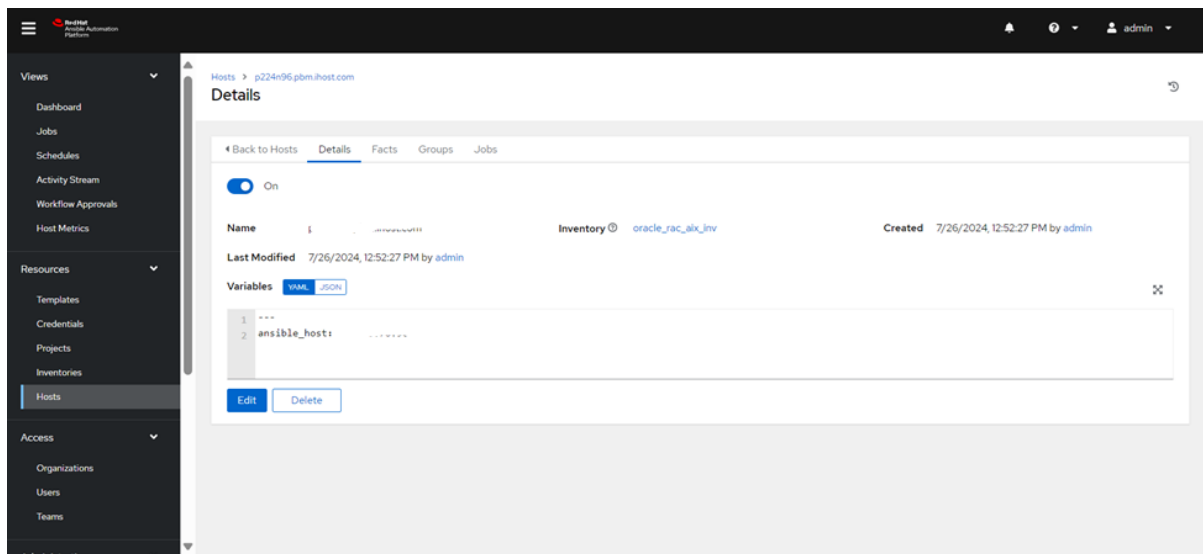 Red Hat
Ansible Automation
Platform
admin
Views
Dashboard
Jobs
Schedules
Activity Stream
Workflow Approvals
Host Metrics
Resources
Templates
Credentials
Projects
Inventories
Hosts
Access
Organizations
Users
Teams
Hosts > p224n96.pbm.ihost.com
Details
Back to Hosts Details Facts Groups Jobs
On
Name Inventory oracle_rac_aix_inv Created 7/26/2024, 12:52:27 PM by admin
Last Modified 7/26/2024, 12:52:27 PM by admin
Variables YAML JSON
1 ---
2 ansible_host:
Edit Delete